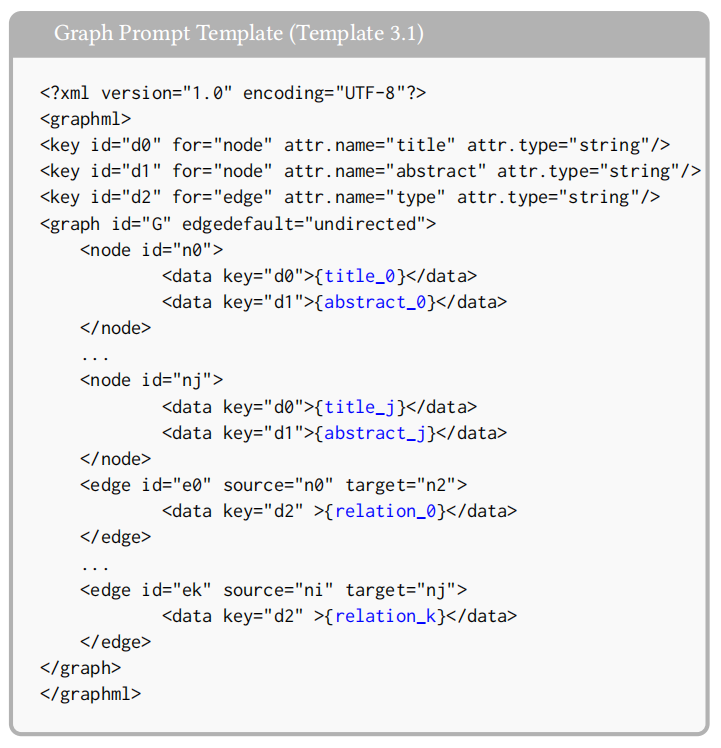 Graph Prompt Template (Template 3.1)
<?xml version="1.0" encoding="UTF-8"?>
<graphml>
<key id="d0" for="node" attr.name="title" attr.type="string"/>
<key id="d1" for="node" attr.name="abstract" attr.type="string"/>
<key id="d2" for="edge" attr.name="type" attr.type="string"/>
<graph id="G" edgedefault="undirected">
    <node id="n0">
            <data key="d0">{title_0}</data>
            <data key="d1">{abstract_0}</data>
    </node>
    ...
    <node id="nj">
            <data key="d0">{title_j}</data>
            <data key="d1">{abstract_j}</data>
    </node>
    <edge id="e0" source="n0" target="n2">
            <data key="d2" >{relation_0}</data>
    </edge>
    ...
    <edge id="ek" source="ni" target="nj">
            <data key="d2" >{relation_k}</data>
    </edge>
</graph>
</graphml>